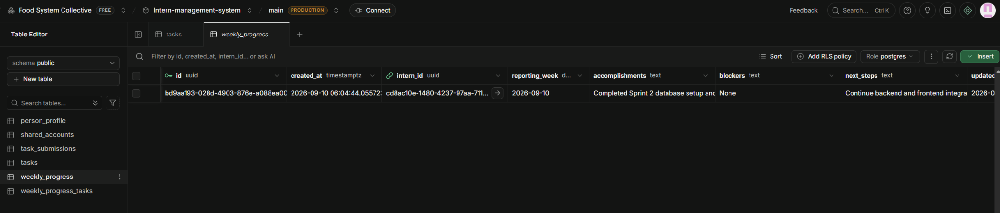 Food System Collective FREE / Intern-management-system / main PRODUCTION Connect Feedback Search... Ctrl K
Table Editor
tasks
weekly_progress
schema public
New table
Search tables...
person_profile
shared_accounts
task_submissions
tasks
weekly_progress
weekly_progress_tasks
Filter by id, created_at, intern_id... or ask AI
Sort
Add RLS policy
Role postgres
Insert
id uuid created_at timestamptz intern_id uuid reporting_week d... accomplishments text blockers text next_steps text updated
bd9aa193-028d-4903-876e-a088ea00 2026-09-10 06:04:44.05572 cd8ac10e-1480-4237-97aa-711... 2026-09-10 Completed Sprint 2 database setup and None Continue backend and frontend integra 2026-0